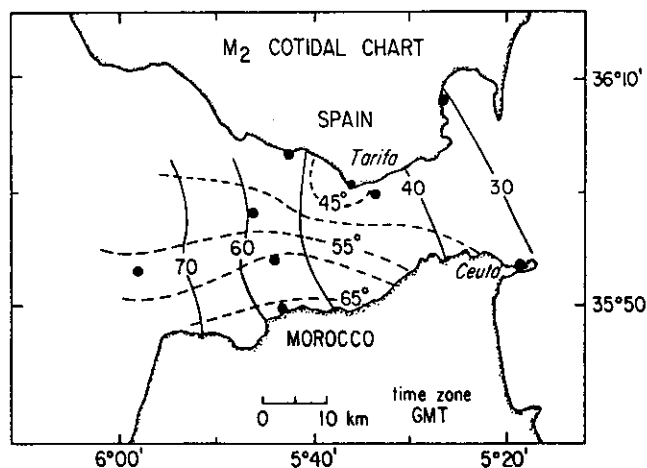 M₂ COTIDAL CHART
36°10'
SPAIN
Tarifa
45°
40
30
60
55°
70
Ceuta
65°
35°50'
MOROCCO
0 10 km
time zone
GMT
6°00' 5°40' 5°20'